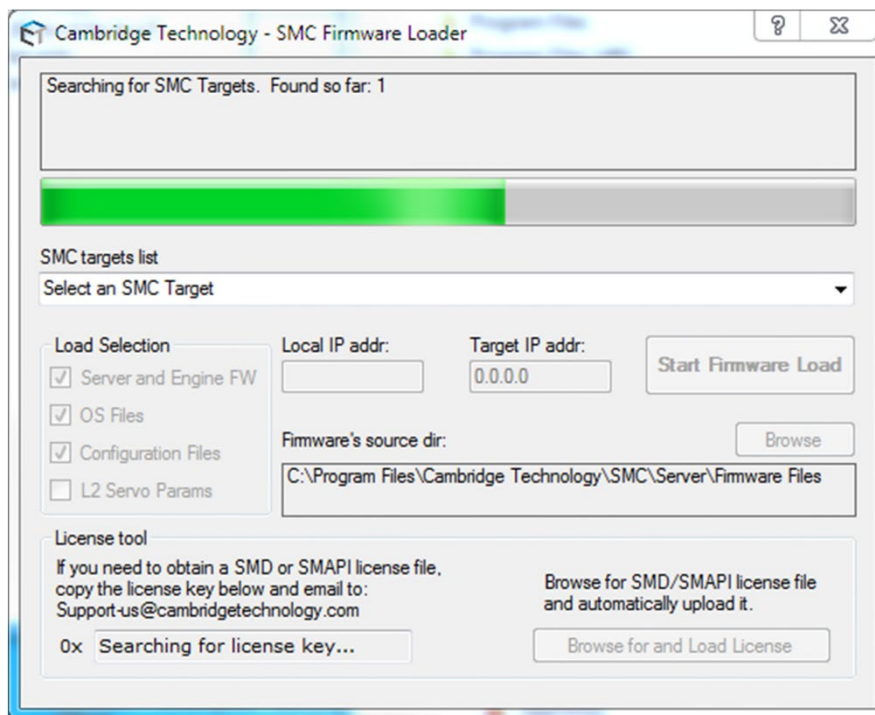 Cambridge Technology - SMC Firmware Loader
Searching for SMC Targets. Found so far: 1
SMC targets list
Select an SMC Target
Load Selection
Server and Engine FW
OS Files
Configuration Files
L2 Servo Params
Local IP addr:
Target IP addr:
0.0.0.0
Start Firmware Load
Firmware's source dir:
Browse
C:\Program Files\Cambridge Technology\SMC\Server\Firmware Files
License tool
If you need to obtain a SMD or SMAPI license file,
copy the license key below and email to:
Support-us@cambridgetechnology.com
0x Searching for license key...
Browse for SMD/SMAPI license file
and automatically upload it.
Browse for and Load License